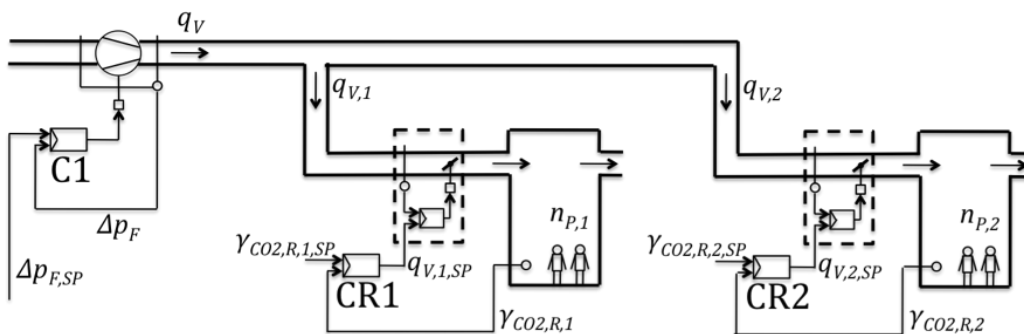 q_V
q_{V,1}
q_{V,2}
C1
Δp_F
Δp_{F,SP}
γ_{CO2,R,1,SP}
CR1
q_{V,1,SP}
n_{P,1}
γ_{CO2,R,1}
γ_{CO2,R,2,SP}
CR2
q_{V,2,SP}
n_{P,2}
γ_{CO2,R,2}